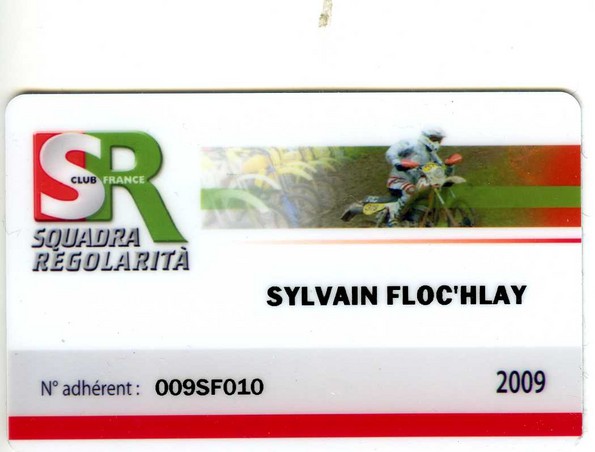 SR
CLUB FRANCE
SQUADRA
REGOLARITÀ
SYLVAIN FLOC'HLAY
N° adhérent : 009SF010
2009